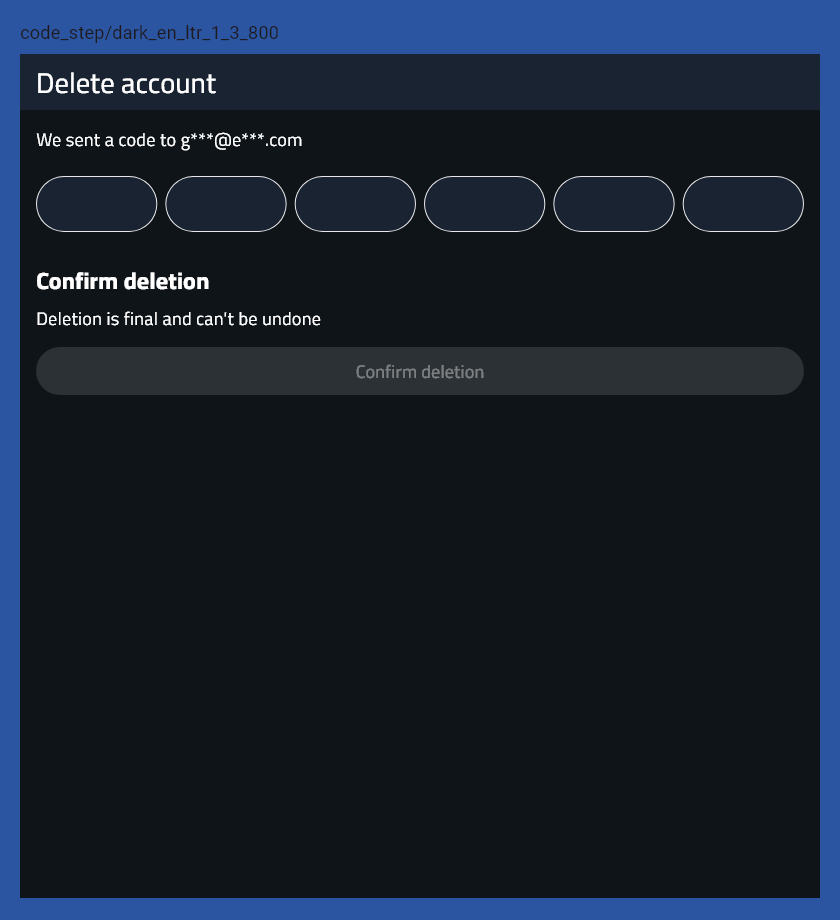 code_step/dark_en_ltr_1_3_800
Delete account
We sent a code to g***@e***.com
Confirm deletion
Deletion is final and can't be undone
Confirm deletion